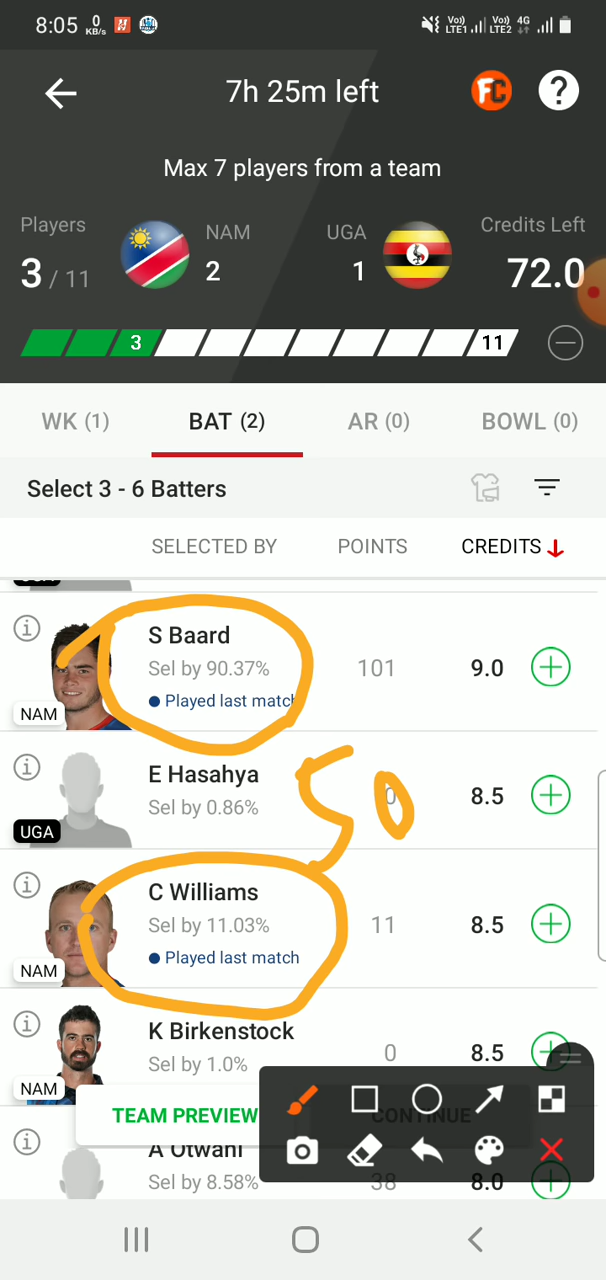 8:05 0 KB/s Vo)) LTE1 Vo)) LTE2 4G
7h 25m left FC ?
Max 7 players from a team
Players NAM UGA Credits Left
3 / 11 2 1 72.0
3 11
WK (1) BAT (2) AR (0) BOWL (0)
Select 3 - 6 Batters
SELECTED BY POINTS CREDITS
S Baard
Sel by 90.37% 101 9.0
Played last match
NAM
E Hasahya
Sel by 0.86% 0 8.5
UGA
C Williams
Sel by 11.03% 11 8.5
Played last match
NAM
K Birkenstock
Sel by 1.0% 0 8.5
NAM
TEAM PREVIEW CONTINUE
A Otwani
Sel by 8.58% 38 8.0
50